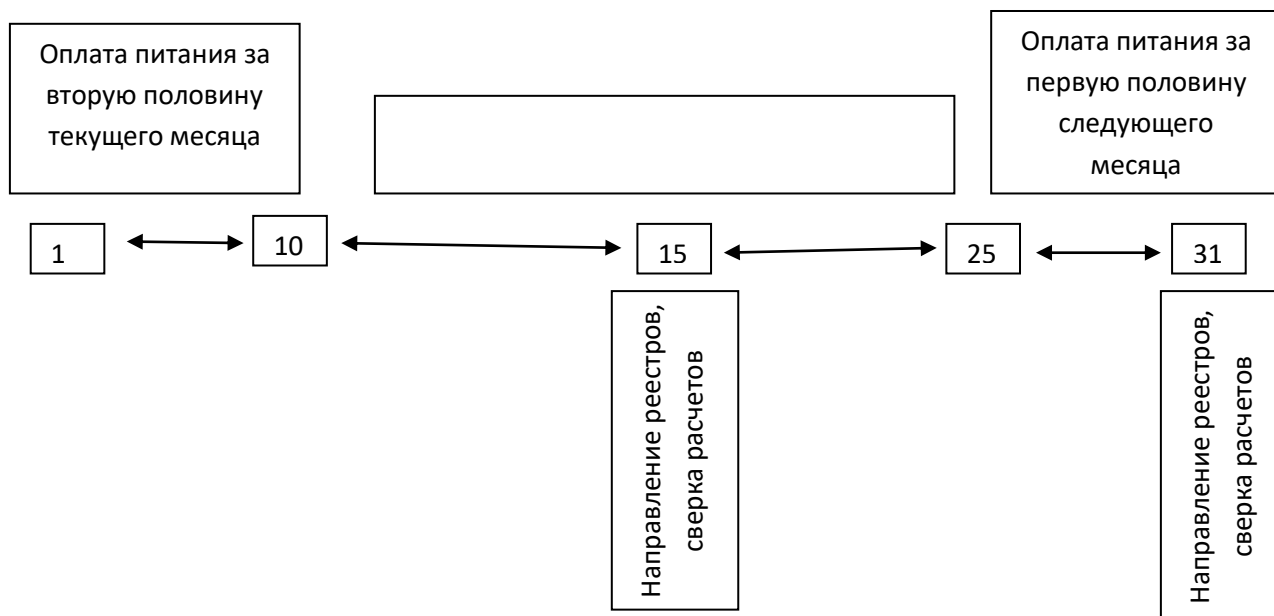 Оплата питания за
вторую половину
текущего месяца
Оплата питания за
первую половину
следующего
месяца
1
10
15
25
31
Направление реестров,
сверка расчетов
Направление реестров,
сверка расчетов